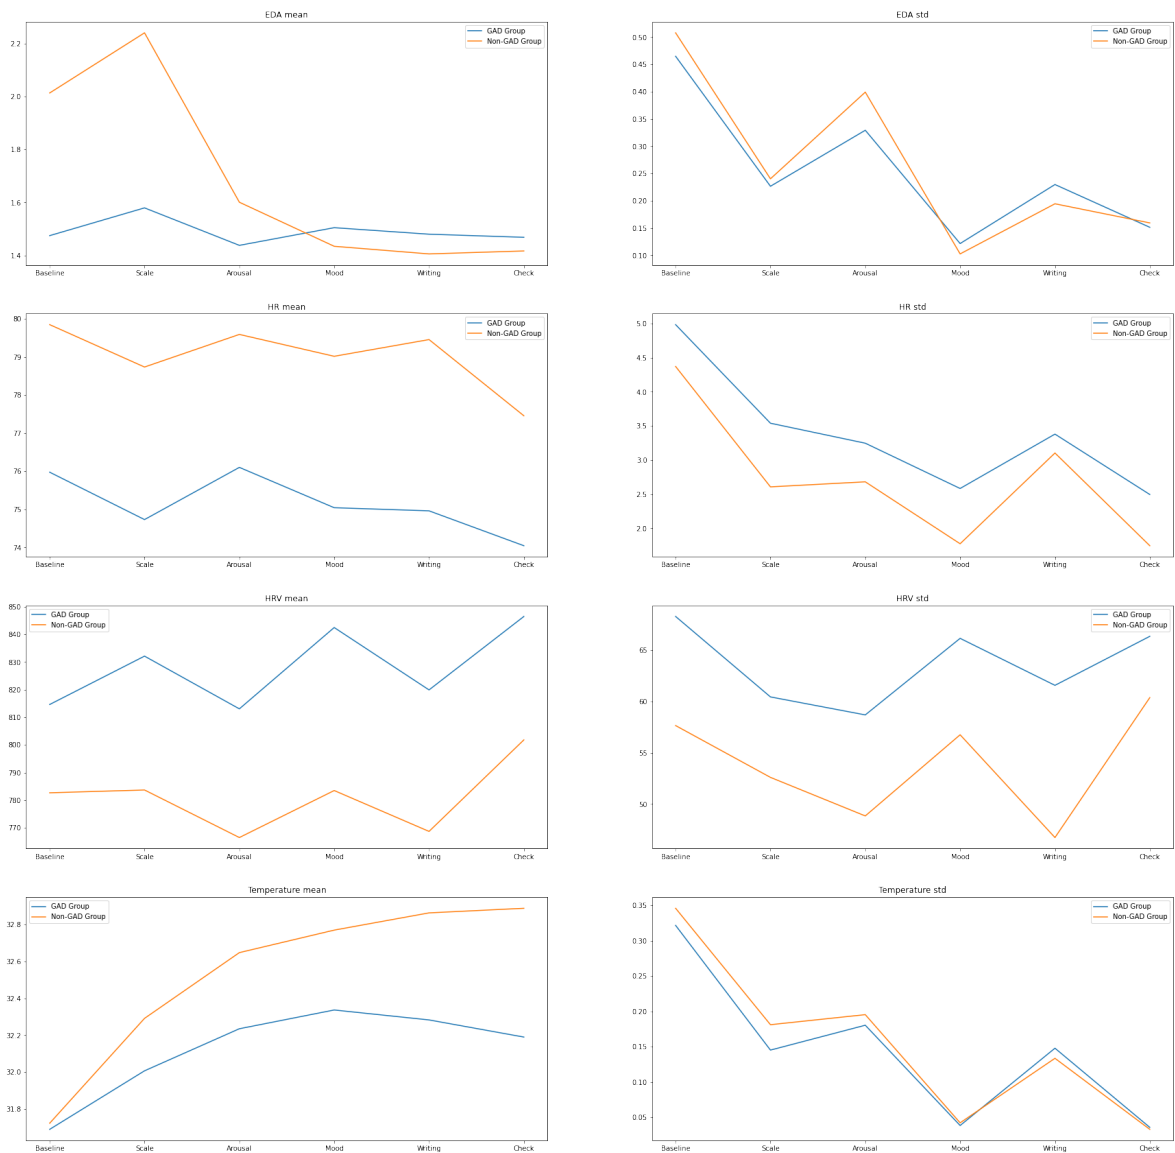 EDA mean
GAD Group
Non-GAD Group
2.2
2.0
1.8
1.6
1.4
Baseline Scale Arousal Mood Writing Check
EDA std
GAD Group
Non-GAD Group
0.50
0.45
0.40
0.35
0.30
0.25
0.20
0.15
0.10
Baseline Scale Arousal Mood Writing Check
HR mean
GAD Group
Non-GAD Group
80
79
78
77
76
75
74
Baseline Scale Arousal Mood Writing Check
HR std
GAD Group
Non-GAD Group
5.0
4.5
4.0
3.5
3.0
2.5
2.0
Baseline Scale Arousal Mood Writing Check
HRV mean
GAD Group
Non-GAD Group
850
840
830
820
810
800
790
780
770
Baseline Scale Arousal Mood Writing Check
HRV std
GAD Group
Non-GAD Group
65
60
55
50
Baseline Scale Arousal Mood Writing Check
Temperature mean
GAD Group
Non-GAD Group
32.8
32.6
32.4
32.2
32.0
31.8
Baseline Scale Arousal Mood Writing Check
Temperature std
GAD Group
Non-GAD Group
0.35
0.30
0.25
0.20
0.15
0.10
0.05
Baseline Scale Arousal Mood Writing Check